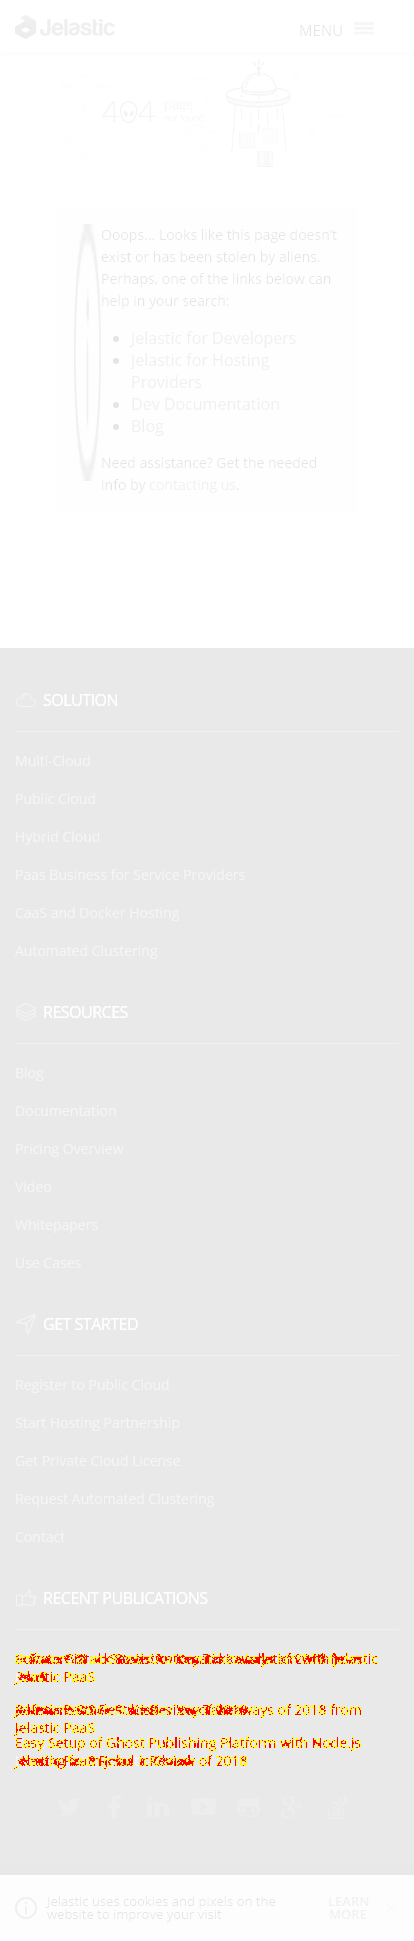 Jelastic
MENU
404
Ooops... Looks like this page doesn't
exist or has been stolen by aliens.
Perhaps, one of the links below can
help in your search:
Jelastic for Developers
Jelastic for Hosting
Providers
Dev Documentation
Blog
Need assistance? Get the needed
info by contacting us.
SOLUTION
Multi-Cloud
Public Cloud
Hybrid Cloud
Paas Business for Service Providers
CaaS and Docker Hosting
Automated Clustering
RESOURCES
Blog
Documentation
Pricing Overview
Video
Whitepapers
Use Cases
GET STARTED
Register to Public Cloud
Start Hosting Partnership
Get Private Cloud License
Request Automated Clustering
Contact
RECENT PUBLICATIONS
Jelastic
PaaS
of 2018 from
Jelastic PaaS
Easy Setup of Ghost Publishing Platform with Node.js
of 2018
Jelastic uses cookies and pixels on the
website to improve your visit
LEARN
MORE